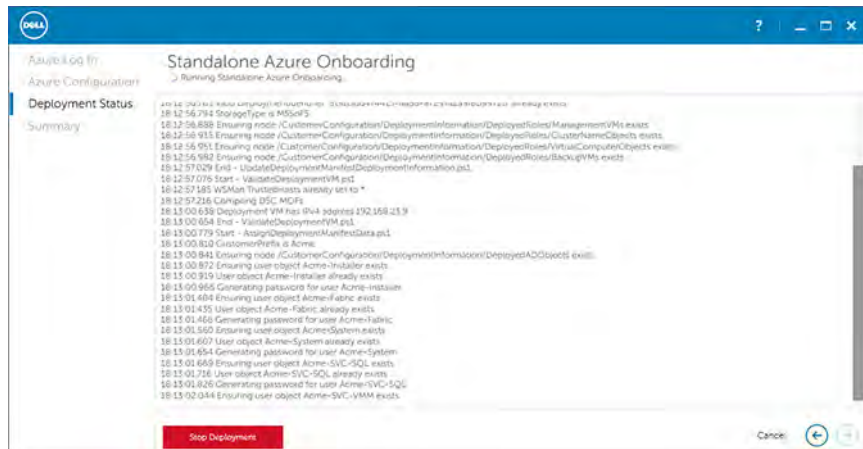 DELL
?
Azure Log In
Azure Configuration
Deployment Status
Summary
Standalone Azure Onboarding
Running Standalone Azure Onboarding...
18:12:56.794 StorageType is MSSoFS
18:12:56.888 Ensuring node /CustomerConfiguration/DeploymentInformation/DeployedRoles/ManagementVMs exists
18:12:56.935 Ensuring node /CustomerConfiguration/DeploymentInformation/DeployedRoles/ClusterNameObjects exists
18:12:56.951 Ensuring node /CustomerConfiguration/DeploymentInformation/DeployedRoles/VirtualComputerObjects exists
18:12:56.982 Ensuring node /CustomerConfiguration/DeploymentInformation/DeployedRoles/BackupVMs exists
18:12:57.029 End - UpdateDeploymentManifestDeploymentInformation.ps1
18:12:57.076 Start - ValidateDeploymentVM.ps1
18:12:57.185 WSMan TrustedHosts already set to *
18:12:57.216 Compiling DSC MOFs
18:13:00.638 Deployment VM has IPv4 address 192.168.23.9
18:13:00.654 End - ValidateDeploymentVM.ps1
18:13:00.779 Start - AssignDeploymentManifestData.ps1
18:13:00.810 CustomerPrefix is Acme
18:13:00.841 Ensuring node /CustomerConfiguration/DeploymentInformation/DeployedADObjects exists
18:13:00.872 Ensuring user object Acme-Installer exists
18:13:00.919 User object Acme-Installer already exists
18:13:00.966 Generating password for user Acme-Installer
18:13:01.404 Ensuring user object Acme-Fabric exists
18:13:01.435 User object Acme-Fabric already exists
18:13:01.466 Generating password for user Acme-Fabric
18:13:01.560 Ensuring user object Acme-System exists
18:13:01.607 User object Acme-System already exists
18:13:01.654 Generating password for user Acme-System
18:13:01.669 Ensuring user object Acme-SVC-SQL exists
18:13:01.716 User object Acme-SVC-SQL already exists
18:13:01.826 Generating password for user Acme-SVC-SQL
18:13:02.044 Ensuring user object Acme-SVC-VMM exists
Stop Deployment
Cancel